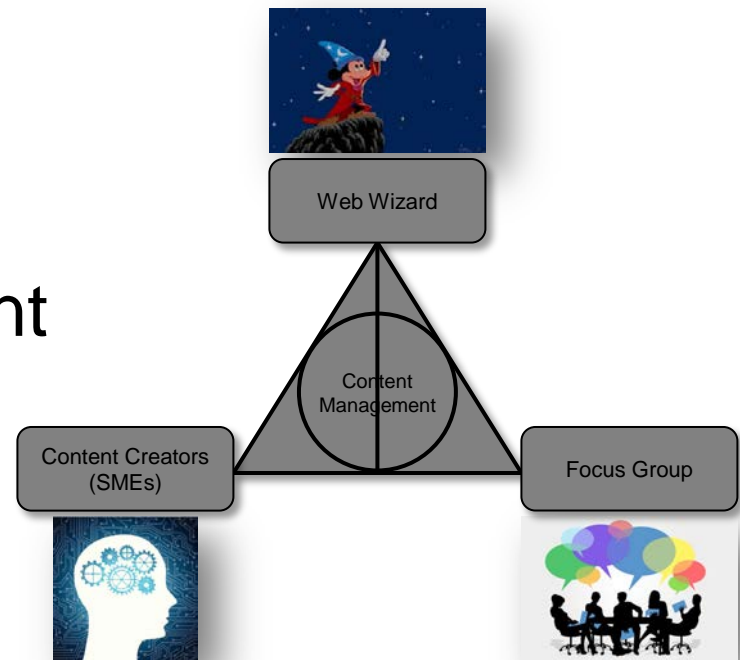 Web Wizard
nt
Content
Management
Content Creators
(SMEs)
Focus Group